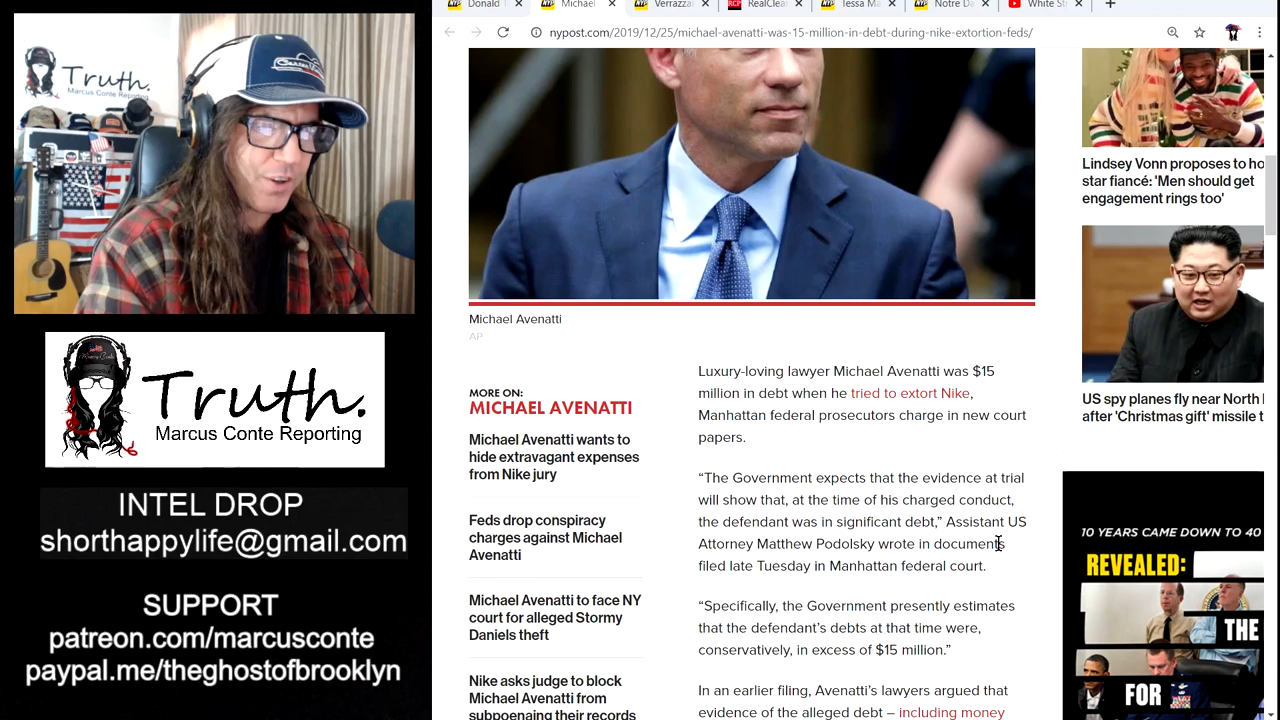 Donald
Michael
Verrazza
RealClea
Tessa Ma
Notre Da
White St
nypost.com/2019/12/25/michael-avenatti-was-15-million-in-debt-during-nike-extortion-feds/
Truth.
Marcus Conte Reporting
Truth.
Marcus Conte Reporting
INTEL DROP
shorthappylife@gmail.com
SUPPORT
patreon.com/marcusconte
paypal.me/theghostofbrooklyn
Michael Avenatti
AP
MORE ON:
MICHAEL AVENATTI
Michael Avenatti wants to
hide extravagant expenses
from Nike jury
Feds drop conspiracy
charges against Michael
Avenatti
Michael Avenatti to face NY
court for alleged Stormy
Daniels theft
Nike asks judge to block
Michael Avenatti from
subpoenaing their records
Luxury-loving lawyer Michael Avenatti was $15
million in debt when he tried to extort Nike,
Manhattan federal prosecutors charge in new court
papers.
“The Government expects that the evidence at trial
will show that, at the time of his charged conduct,
the defendant was in significant debt,” Assistant US
Attorney Matthew Podolsky wrote in documents
filed late Tuesday in Manhattan federal court.
“Specifically, the Government presently estimates
that the defendant’s debts at that time were,
conservatively, in excess of $15 million.”
In an earlier filing, Avenatti’s lawyers argued that
evidence of the alleged debt – including money
Lindsey Vonn proposes to ho
star fiancé: 'Men should get
engagement rings too'
US spy planes fly near North
after 'Christmas gift' missile t
10 YEARS CAME DOWN TO 40
REVEALED:
THE
FOR